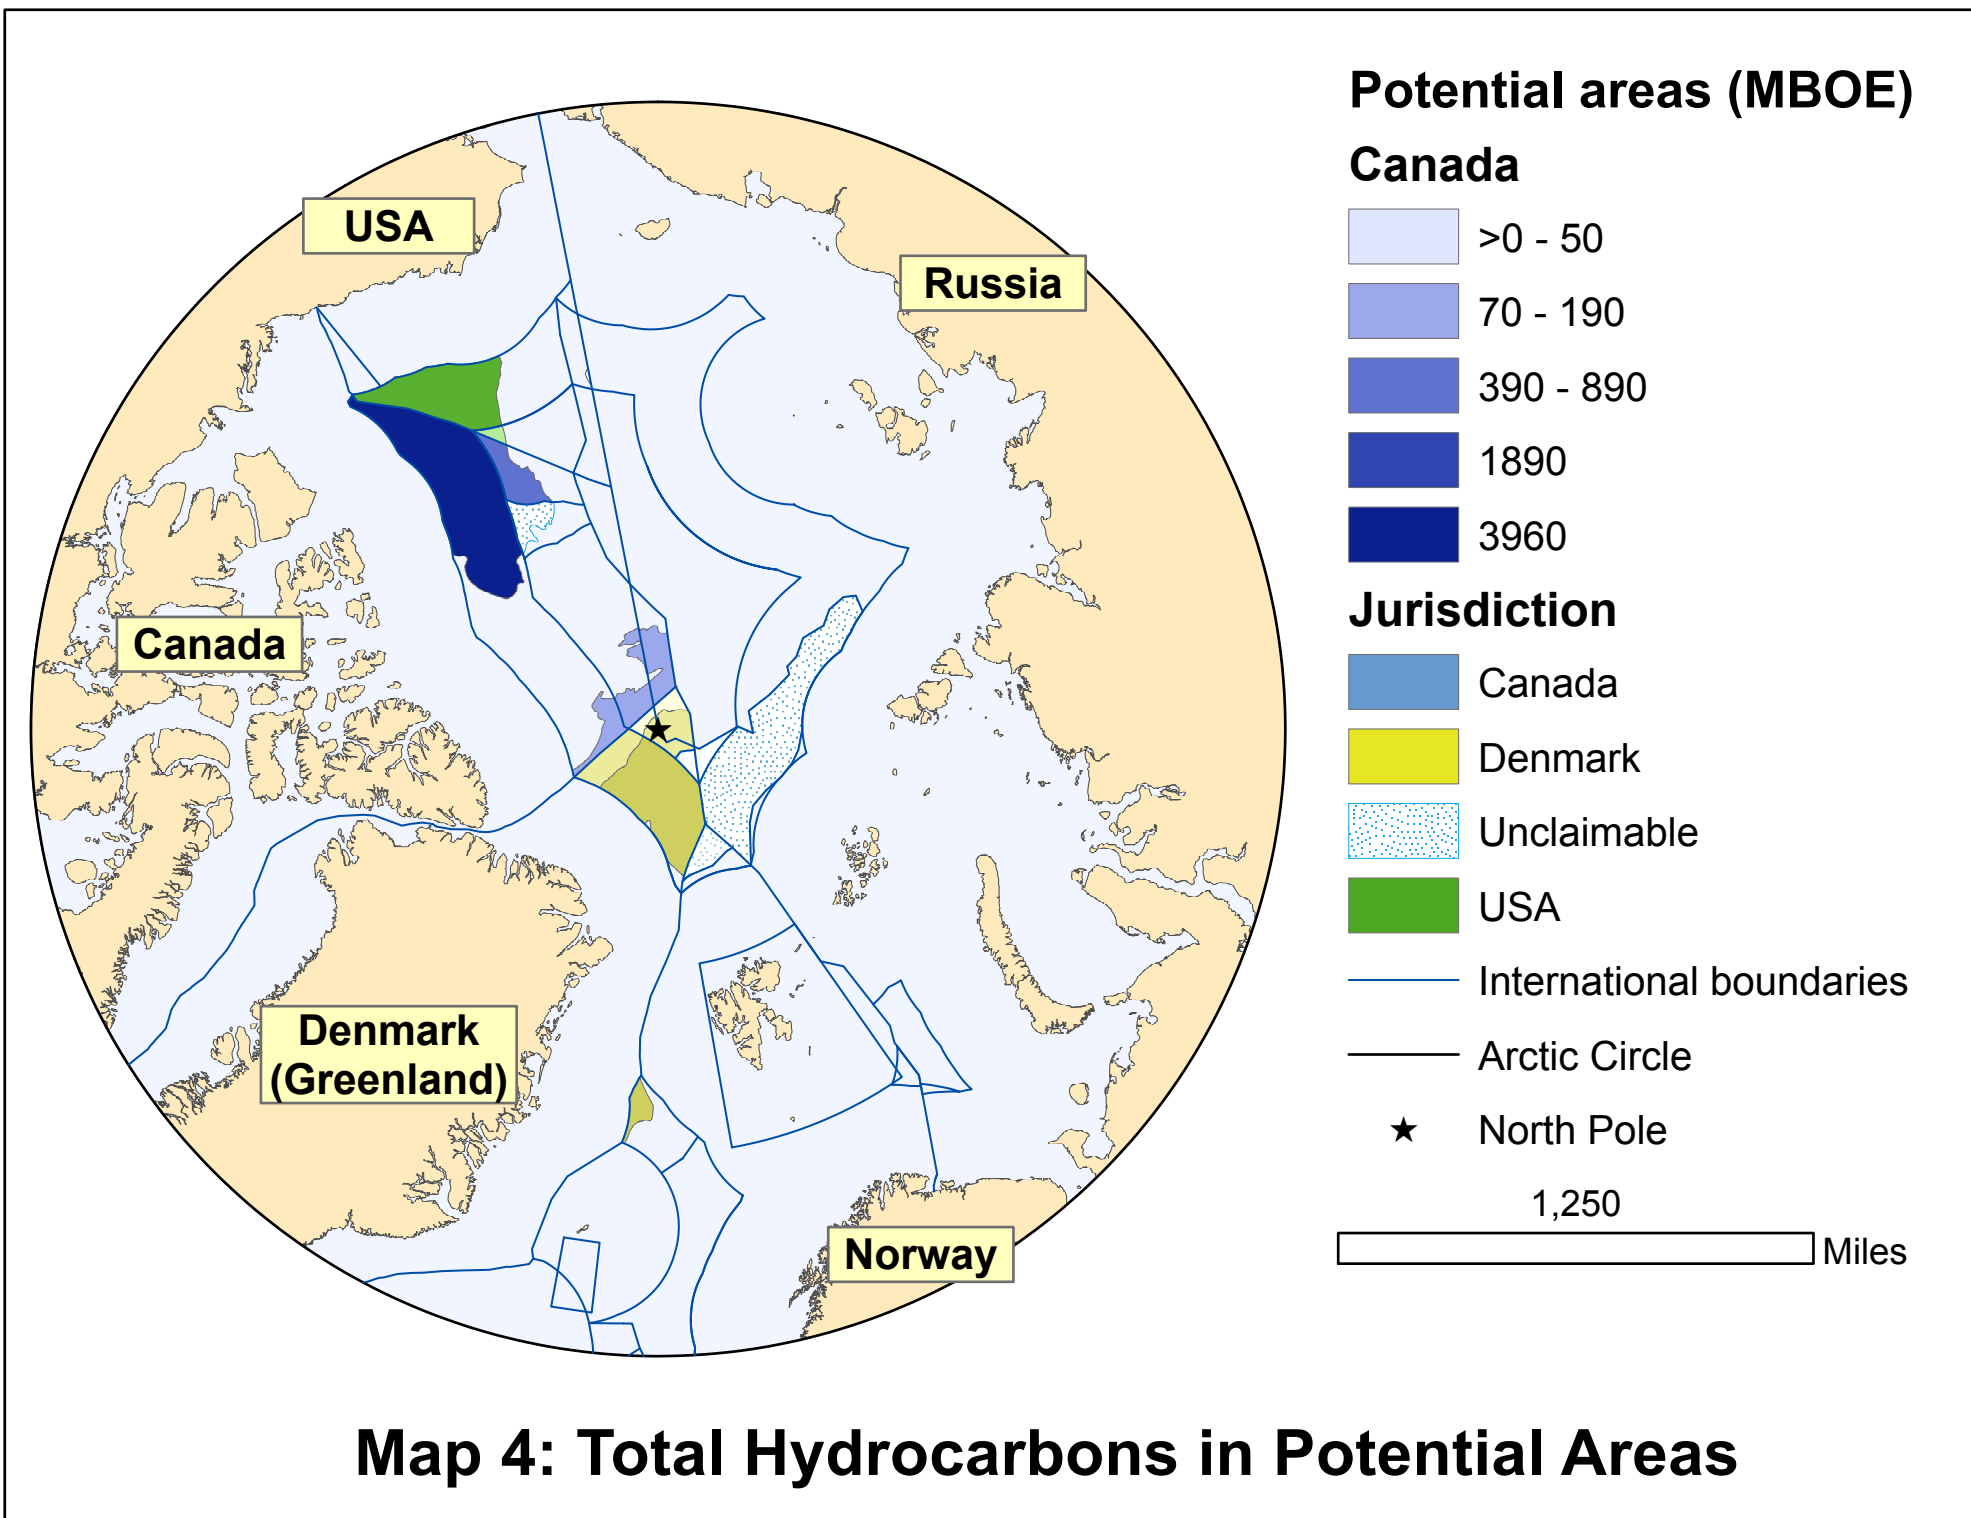 Potential areas (MBOE)
Canada
>0 - 50
70 - 190
390 - 890
1890
3960
Jurisdiction
Canada
Denmark
Unclaimable
USA
International boundaries
Arctic Circle
North Pole
1,250
Miles
USA
Russia
Canada
Denmark
(Greenland)
Norway
Map 4: Total Hydrocarbons in Potential Areas